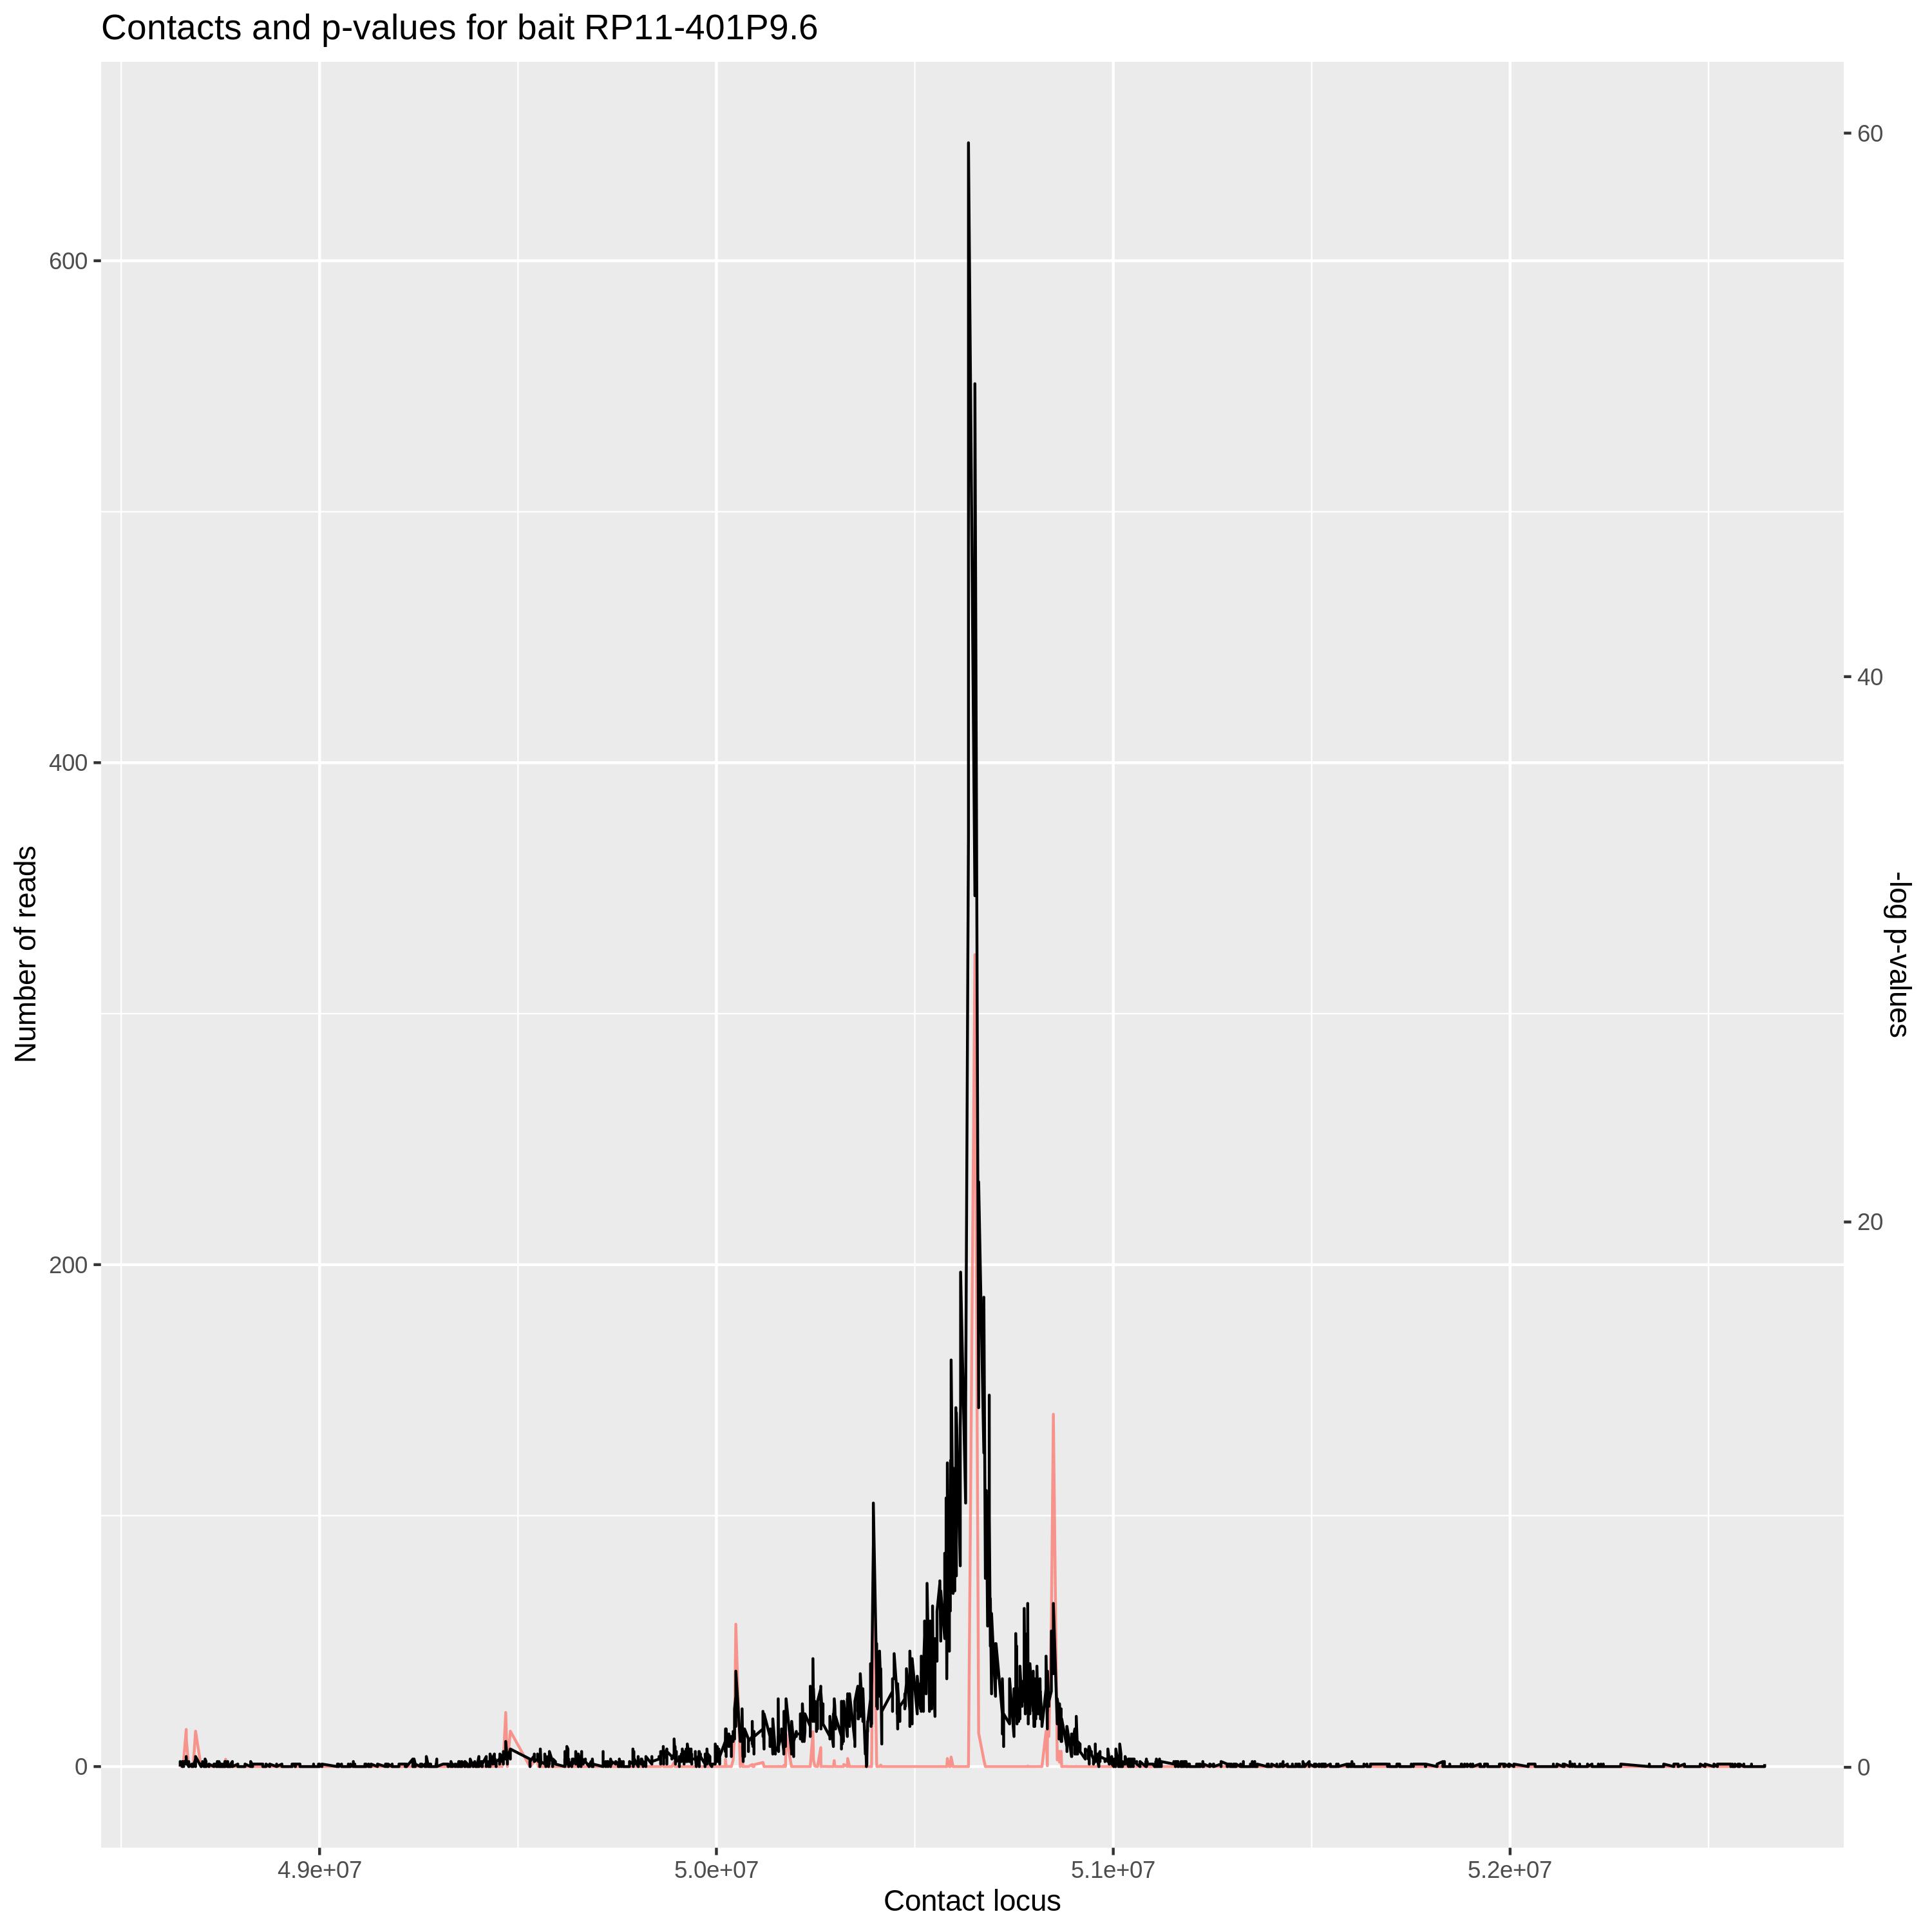 Contacts and p-values for bait RP11-401P9.6
Number of reads
600
400
200
0
60
40
20
0
-log p-values
4.9e+07
5.0e+07
5.1e+07
5.2e+07
Contact locus